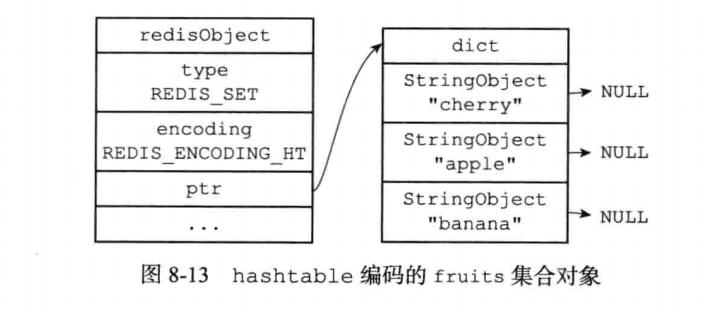 redisObject
type
REDIS_SET
encoding
REDIS_ENCODING_HT
ptr
...
dict
StringObject
"cherry"
NULL
StringObject
"apple"
NULL
StringObject
"banana"
NULL
图 8-13 hashtable 编码的 fruits 集合对象